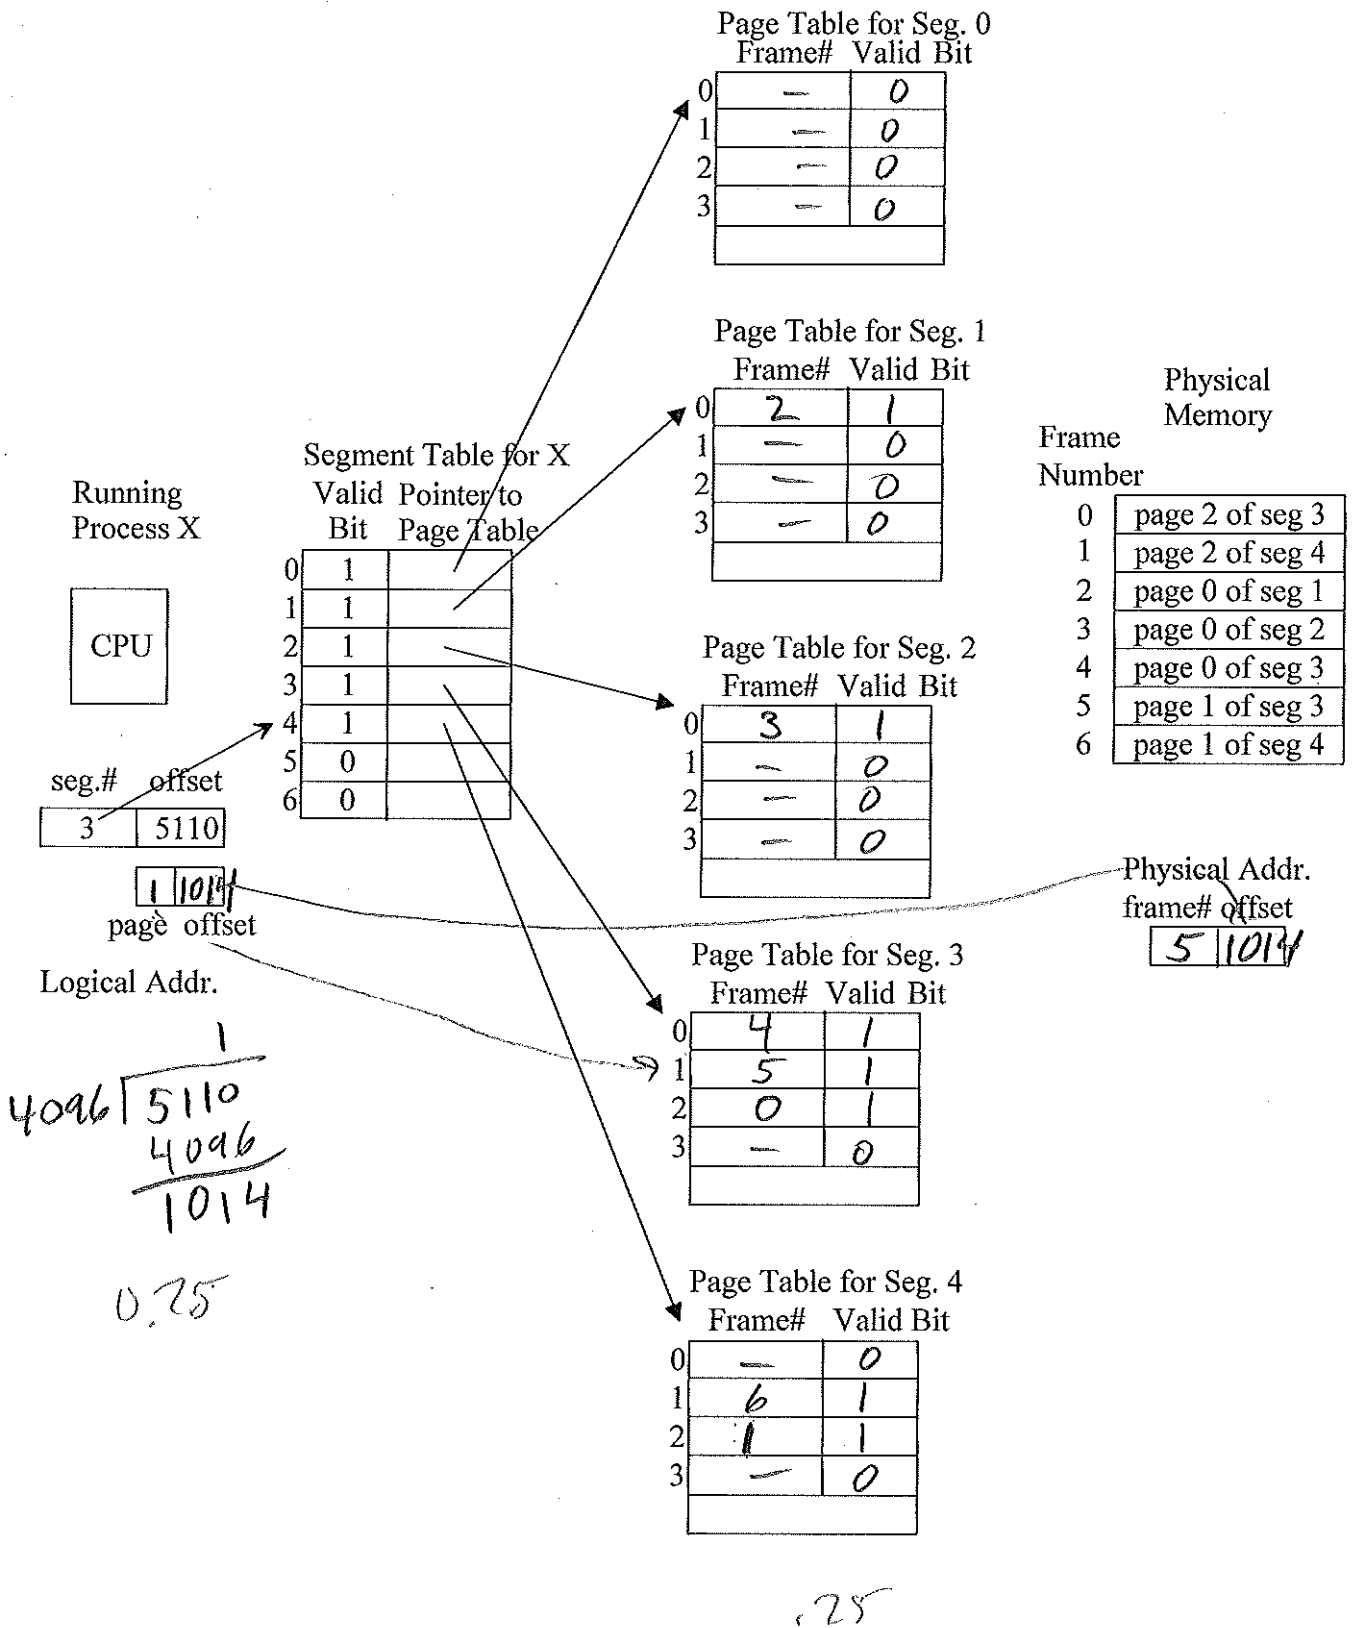 Page Table for Seg. 0
Frame# Valid Bit
0 – 0
1 – 0
2 – 0
3 – 0
Page Table for Seg. 1
Frame# Valid Bit
0 2 1
1 – 0
2 – 0
3 – 0
Running
Process X
CPU
seg.# offset
3 5110
1 1014
page offset
Logical Addr.
1
4096 5110
4096
1014
0.25
Segment Table for X
Valid Pointer to
Bit Page Table
0 1
1 1
2 1
3 1
4 1
5 0
6 0
Page Table for Seg. 2
Frame# Valid Bit
0 3 1
1 – 0
2 – 0
3 – 0
Page Table for Seg. 3
Frame# Valid Bit
0 4 1
1 5 1
2 0 1
3 – 0
Page Table for Seg. 4
Frame# Valid Bit
0 – 0
1 6 1
2 1 1
3 – 0
.25
Physical
Memory
Frame
Number
0 page 2 of seg 3
1 page 2 of seg 4
2 page 0 of seg 1
3 page 0 of seg 2
4 page 0 of seg 3
5 page 1 of seg 3
6 page 1 of seg 4
Physical Addr.
frame# offset
5 1014